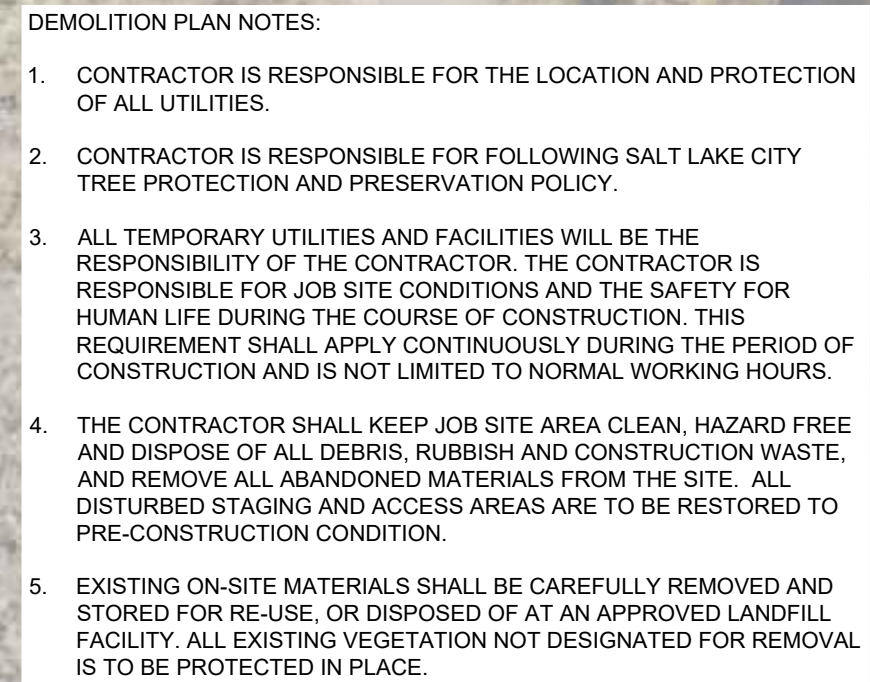 DEMOLITION PLAN NOTES:
1. CONTRACTOR IS RESPONSIBLE FOR THE LOCATION AND PROTECTION
OF ALL UTILITIES.
2. CONTRACTOR IS RESPONSIBLE FOR FOLLOWING SALT LAKE CITY
TREE PROTECTION AND PRESERVATION POLICY.
3. ALL TEMPORARY UTILITIES AND FACILITIES WILL BE THE
RESPONSIBILITY OF THE CONTRACTOR. THE CONTRACTOR IS
RESPONSIBLE FOR JOB SITE CONDITIONS AND THE SAFETY FOR
HUMAN LIFE DURING THE COURSE OF CONSTRUCTION. THIS
REQUIREMENT SHALL APPLY CONTINUOUSLY DURING THE PERIOD OF
CONSTRUCTION AND IS NOT LIMITED TO NORMAL WORKING HOURS.
4. THE CONTRACTOR SHALL KEEP JOB SITE AREA CLEAN, HAZARD FREE
AND DISPOSE OF ALL DEBRIS, RUBBISH AND CONSTRUCTION WASTE,
AND REMOVE ALL ABANDONED MATERIALS FROM THE SITE. ALL
DISTURBED STAGING AND ACCESS AREAS ARE TO BE RESTORED TO
PRE-CONSTRUCTION CONDITION.
5. EXISTING ON-SITE MATERIALS SHALL BE CAREFULLY REMOVED AND
STORED FOR RE-USE, OR DISPOSED OF AT AN APPROVED LANDFILL
FACILITY. ALL EXISTING VEGETATION NOT DESIGNATED FOR REMOVAL
IS TO BE PROTECTED IN PLACE.